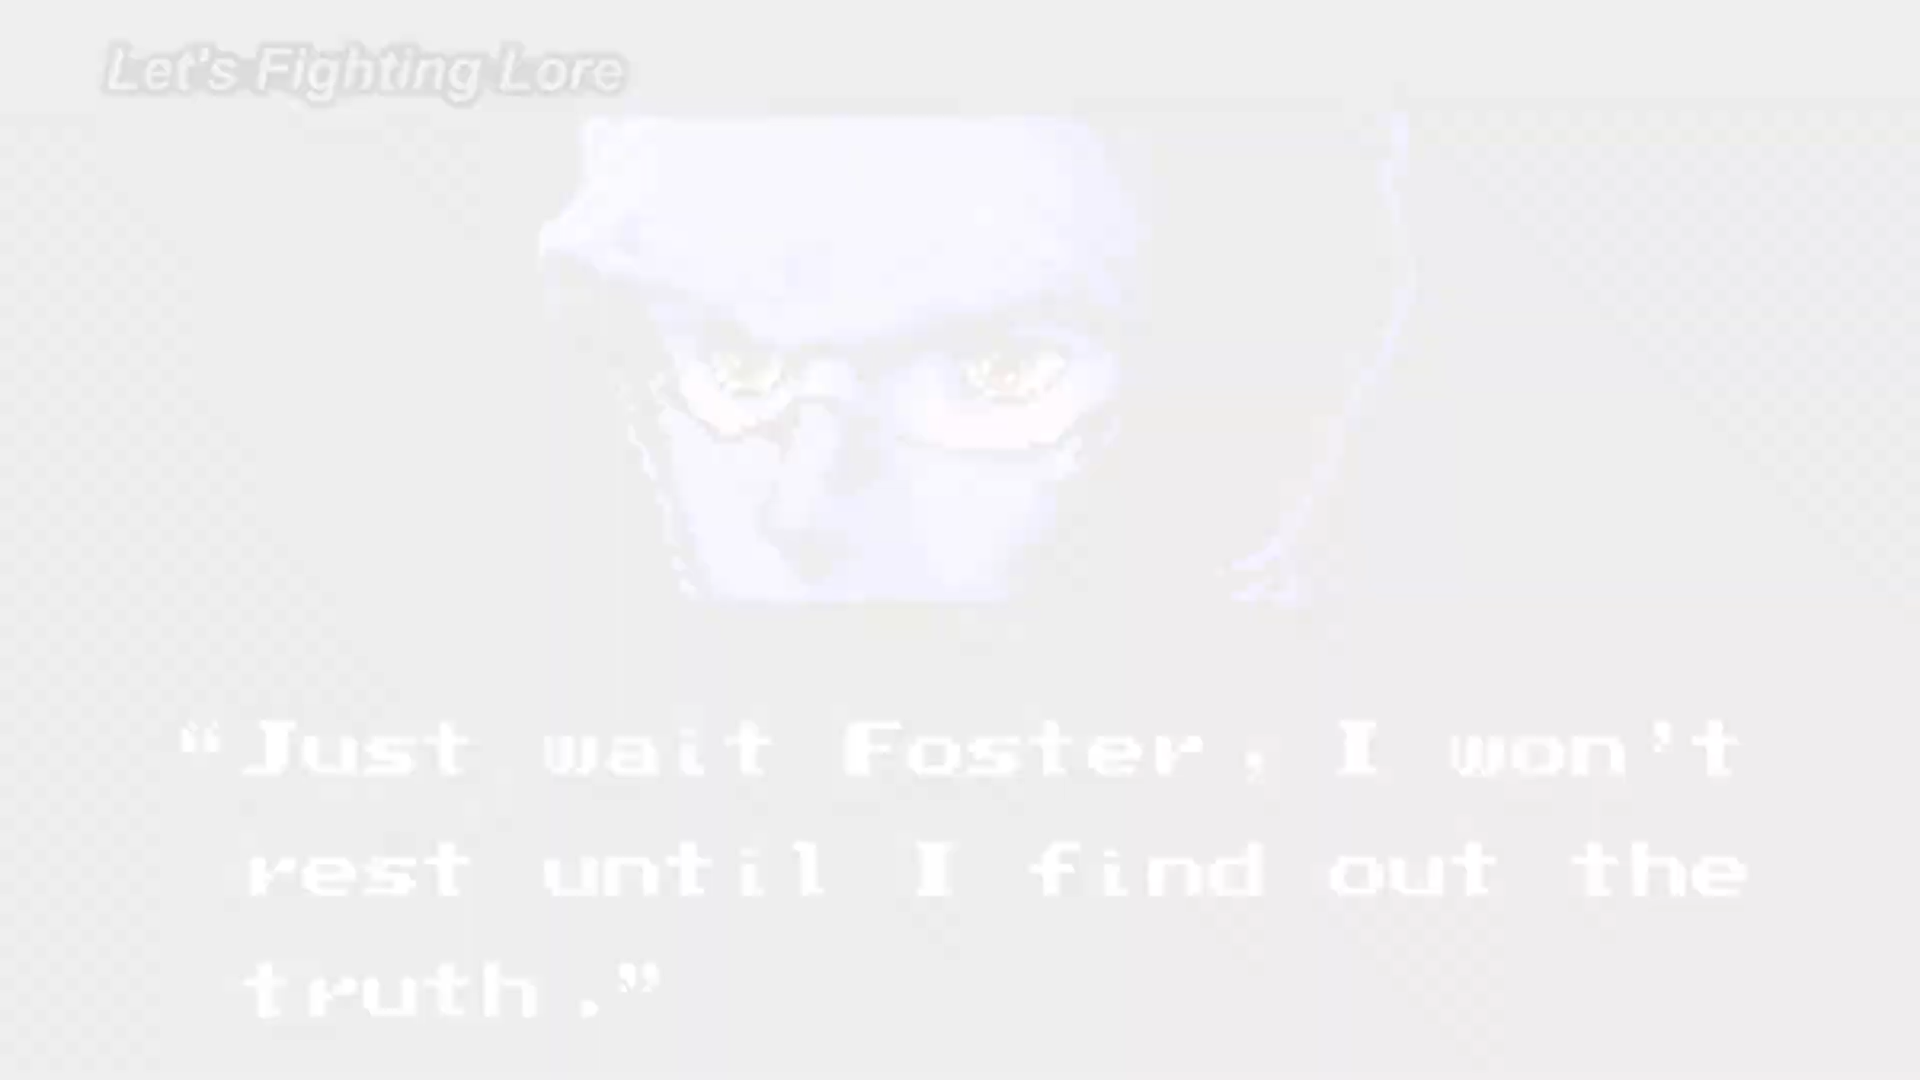 Let's Fighting Lore
“Just wait Foster, I won't
rest until I find out the
truth.”